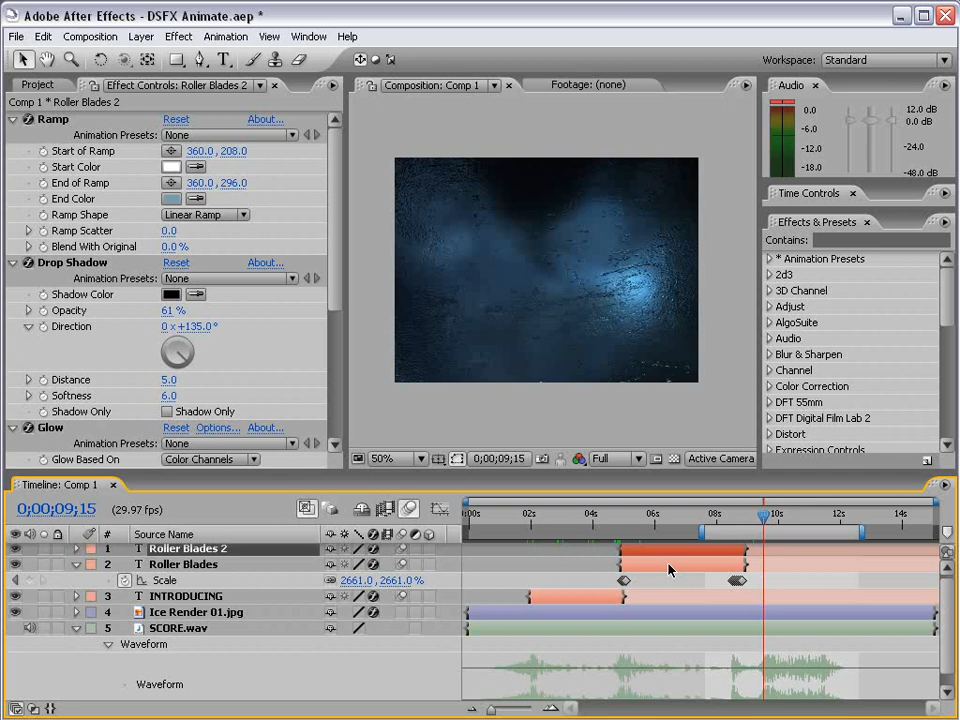 Adobe After Effects - DSFX Animate.aep *
File Edit Composition Layer Effect Animation View Window Help
Workspace: Standard
Project Effect Controls: Roller Blades 2
Comp 1 * Roller Blades 2
Ramp Reset About...
Animation Presets: None
Start of Ramp 360.0, 208.0
Start Color
End of Ramp 360.0, 296.0
End Color
Ramp Shape Linear Ramp
Ramp Scatter 0.0
Blend With Original 0.0 %
Drop Shadow Reset About...
Animation Presets: None
Shadow Color
Opacity 61 %
Direction 0 x +135.0 °
Distance 5.0
Softness 6.0
Shadow Only Shadow Only
Glow Reset Options... About...
Animation Presets: None
Glow Based On Color Channels
Composition: Comp 1 Footage: (none)
50% 0;00;09;15 Full Active Camera
Audio
0.0 12.0 dB
-6.0 0.0 dB
-12.0 -24.0
-18.0 -48.0 dB
Time Controls
Effects & Presets
Contains:
* Animation Presets
2d3
3D Channel
Adjust
AlgoSuite
Audio
Blur & Sharpen
Channel
Color Correction
DFT 55mm
DFT Digital Film Lab 2
Distort
Expression Controls
Timeline: Comp 1
0;00;09;15 (29.97 fps)
:00s 02s 04s 06s 08s 10s 12s 14s
# Source Name
1 T Roller Blades 2
2 T Roller Blades
Scale 2661.0, 2661.0 %
3 T INTRODUCING
4 Ice Render 01.jpg
5 SCORE.wav
Waveform
Waveform